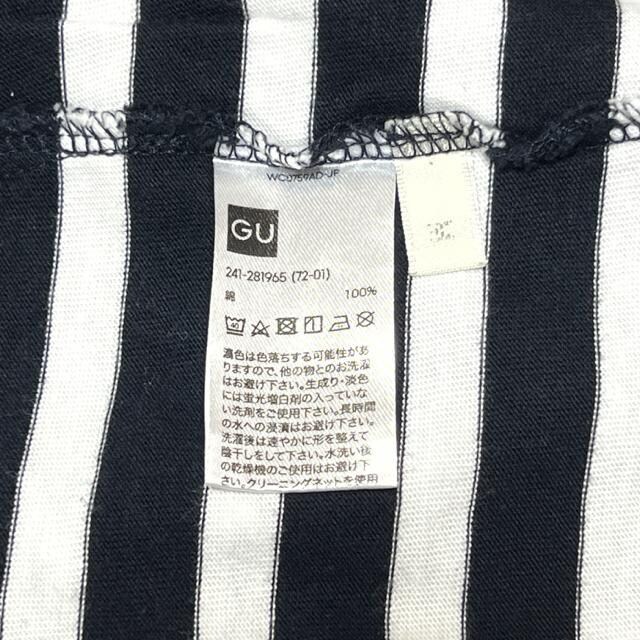 WC0759AD-JF
GU
241-281965 (72-01)
綿 100%
40
濃色は色落ちする可能性があ
りますので、他の物とのお洗濯
はお避け下さい。生成り・淡色
には蛍光増白剤の入っていな
い洗剤をご使用下さい。長時間
の水への浸漬はお避け下さい。
洗濯後は速やかに形を整えて
陰干しをして下さい。水洗い後
の乾燥機のご使用はお避け下
さい。クリーニングネットを使用